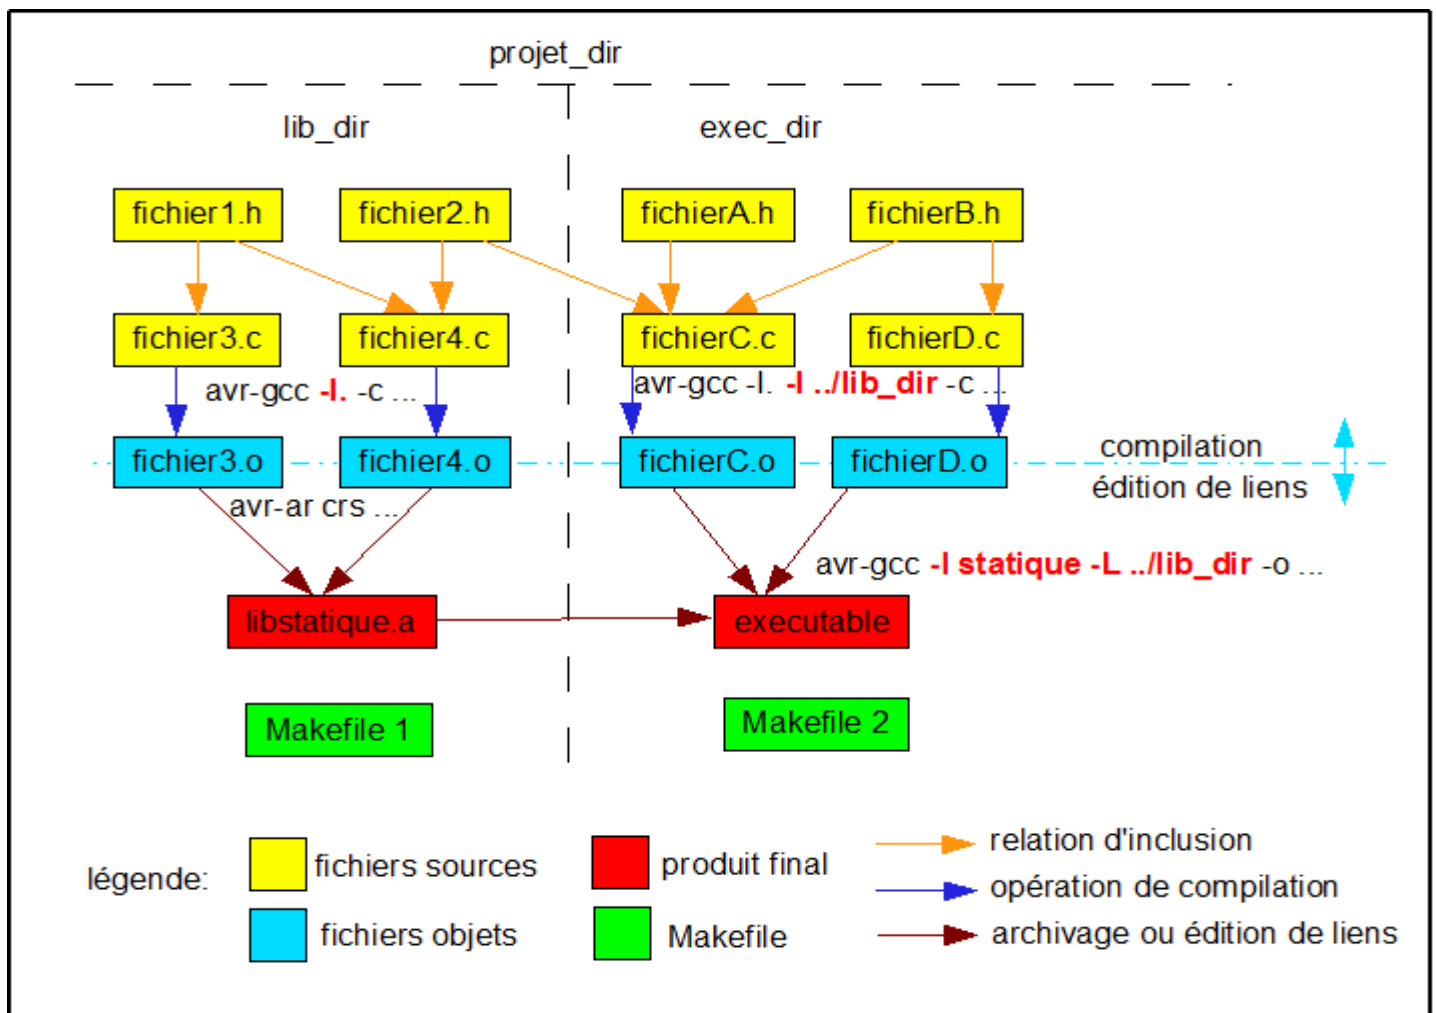 projet_dir
lib_dir
exec_dir
fichier1.h
fichier2.h
fichierA.h
fichierB.h
fichier3.c
fichier4.c
fichierC.c
fichierD.c
avr-gcc -I. -c ...
avr-gcc -I. -I ../lib_dir -c ...
fichier3.o
fichier4.o
fichierC.o
fichierD.o
compilation
édition de liens
avr-ar crs ...
avr-gcc -l statique -L ../lib_dir -o ...
libstatique.a
executable
Makefile 1
Makefile 2
légende:
fichiers sources
produit final
relation d'inclusion
opération de compilation
fichiers objets
Makefile
archivage ou édition de liens